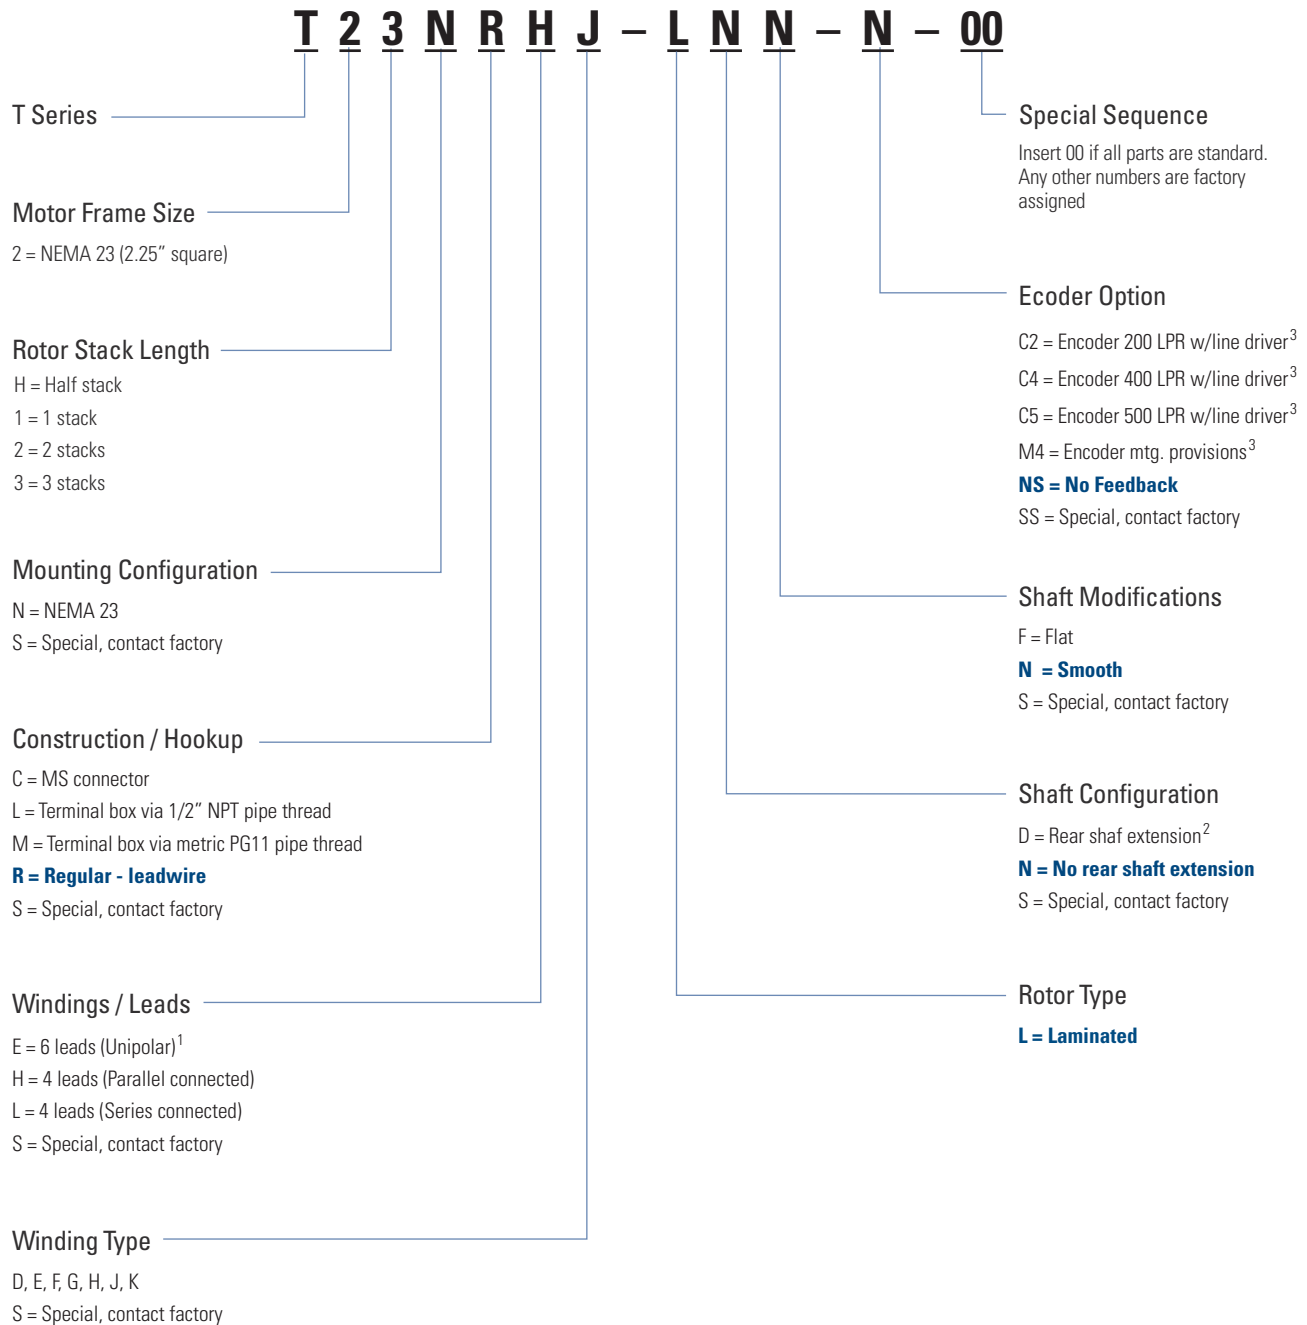 T 2 3 N R H J – L N N – N – 00
T Series
Motor Frame Size
2 = NEMA 23 (2.25” square)
Rotor Stack Length
H = Half stack
1 = 1 stack
2 = 2 stacks
3 = 3 stacks
Mounting Configuration
N = NEMA 23
S = Special, contact factory
Construction / Hookup
C = MS connector
L = Terminal box via 1/2” NPT pipe thread
M = Terminal box via metric PG11 pipe thread
R = Regular - leadwire
S = Special, contact factory
Windings / Leads
E = 6 leads (Unipolar)1
H = 4 leads (Parallel connected)
L = 4 leads (Series connected)
S = Special, contact factory
Winding Type
D, E, F, G, H, J, K
S = Special, contact factory
Special Sequence
Insert 00 if all parts are standard.
Any other numbers are factory
assigned
Ecoder Option
C2 = Encoder 200 LPR w/line driver3
C4 = Encoder 400 LPR w/line driver3
C5 = Encoder 500 LPR w/line driver3
M4 = Encoder mtg. provisions3
NS = No Feedback
SS = Special, contact factory
Shaft Modifications
F = Flat
N = Smooth
S = Special, contact factory
Shaft Configuration
D = Rear shaf extension2
N = No rear shaft extension
S = Special, contact factory
Rotor Type
L = Laminated